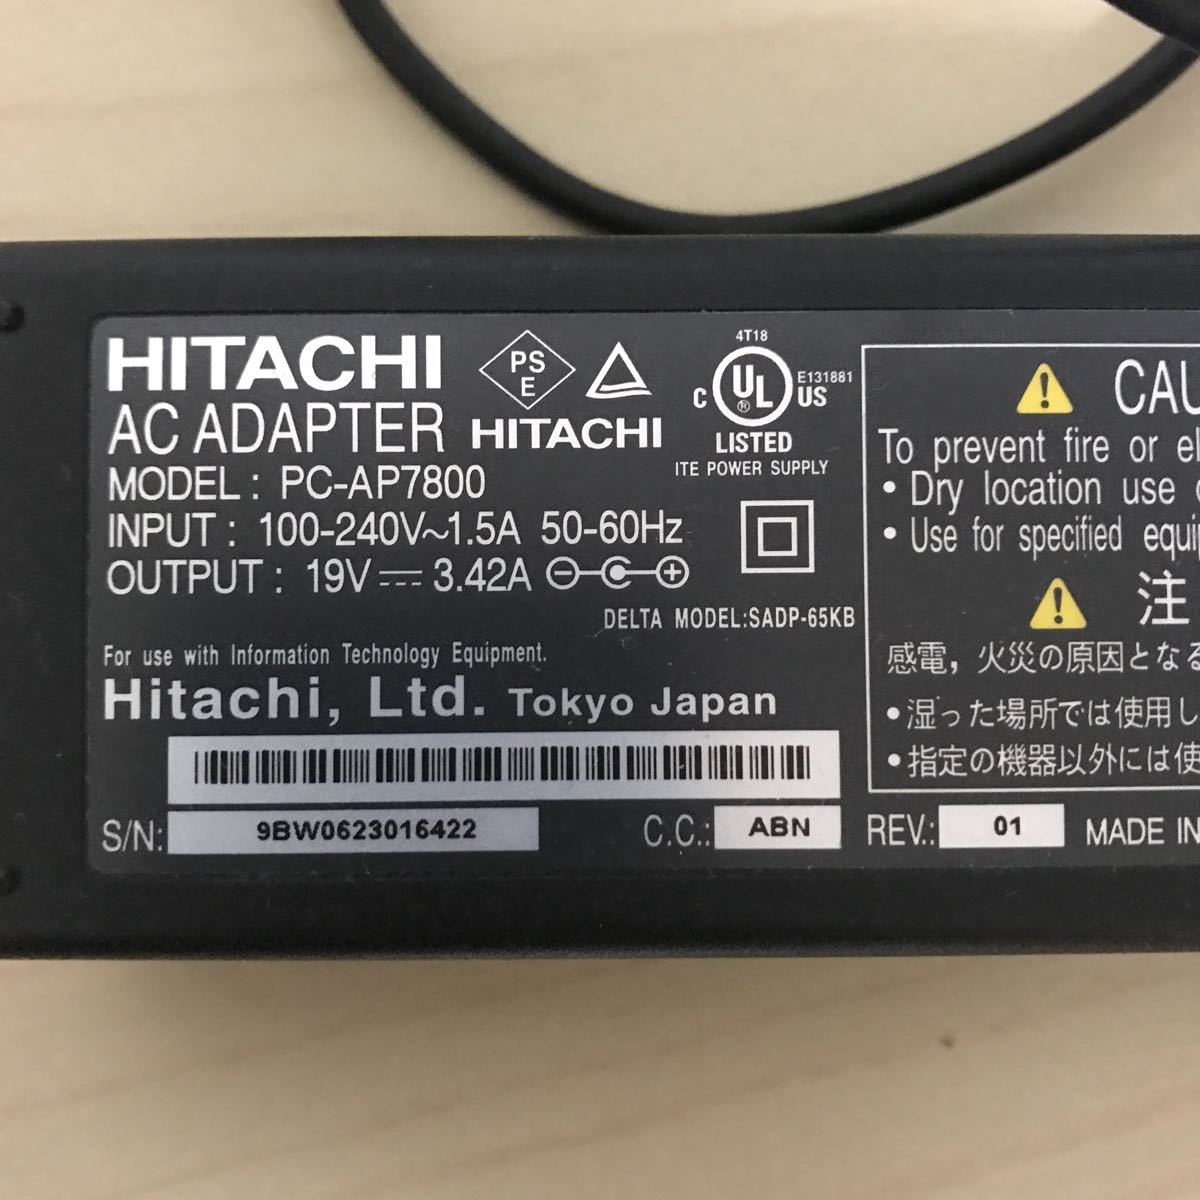 HITACHI
AC ADAPTER
MODEL : PC-AP7800
INPUT : 100-240V~1.5A 50-60Hz
OUTPUT : 19V 3.42A
PS
E
HITACHI
4T18
C UL ® US
E131881
LISTED
ITE POWER SUPPLY
DELTA MODEL:SADP-65KB
For use with Information Technology Equipment.
Hitachi, Ltd. Tokyo Japan
S/N: 9BW0623016422
C.C.: ABN
REV.: 01
MADE IN
To prevent fire or
• Dry location use
• Use for specified
注
感電，火災の原因となる
•湿った場所では使用し
•指定の機器以外には使